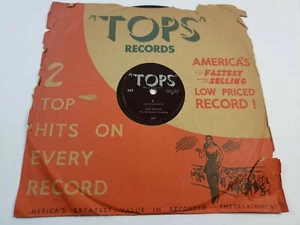 "TOPS"
RECORDS
AMERICA'S
FASTEST
SELLING
LOW PRICED
RECORD!
2
TOP
HITS ON
EVERY
RECORD
"TOPS"
AMERICA'S GREATEST VALUE IN RECORDED ENTERTAINMENT